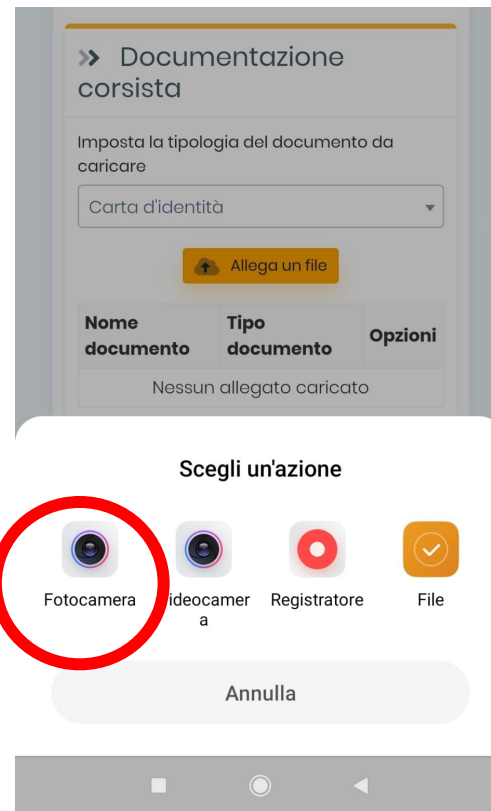 Documentazione
corsista
Imposta la tipologia del documento da
caricare
Carta d'identità
Allega un file
Nome documento Tipo documento Opzioni
Nessun allegato caricato
Scegli un'azione
Fotocamera
ideocamer
a
Registratore
File
Annulla